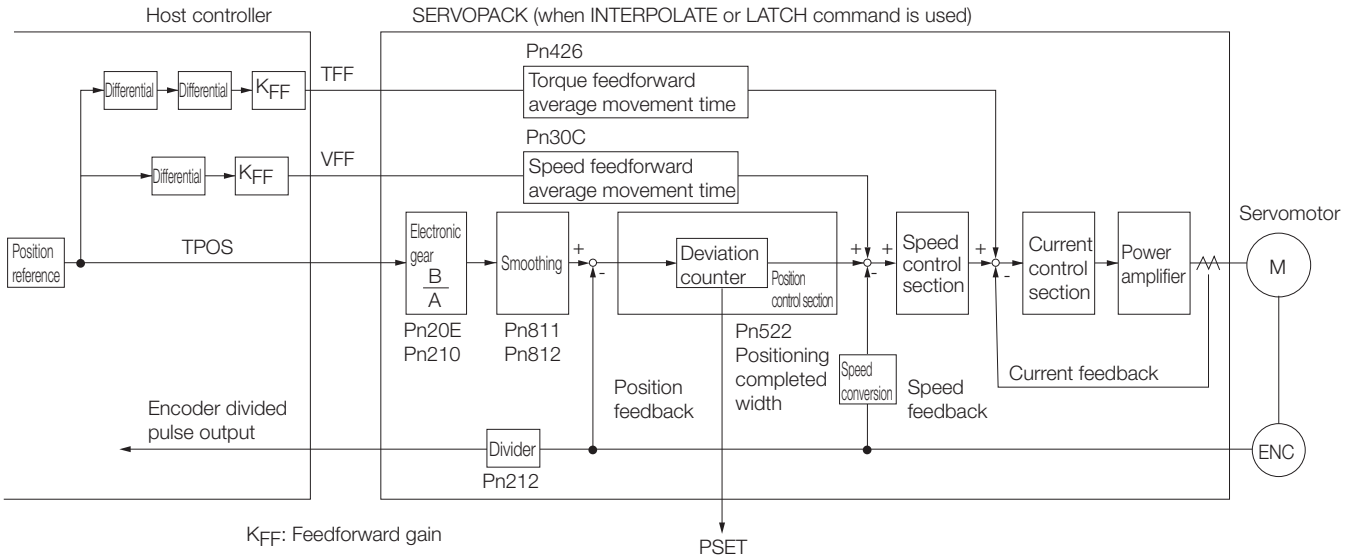 Host controller
SERVOPACK (when INTERPOLATE or LATCH command is used)
Pn426
TFF
Differential
Differential
KFF
Torque feedforward
average movement time
Pn30C
VFF
Differential
KFF
Speed feedforward
average movement time
Servomotor
Position
reference
TPOS
Electronic
gear
B
A
Smoothing
+
-
Deviation
counter
Position
control section
+
+
-
Speed
control
section
+
-
Current
control
section
Power
amplifier
M
Pn20E
Pn210
Pn811
Pn812
Pn522
Positioning
completed
width
Position
feedback
Speed
conversion
Speed
feedback
Current feedback
Encoder divided
pulse output
Divider
Pn212
ENC
KFF: Feedforward gain
PSET